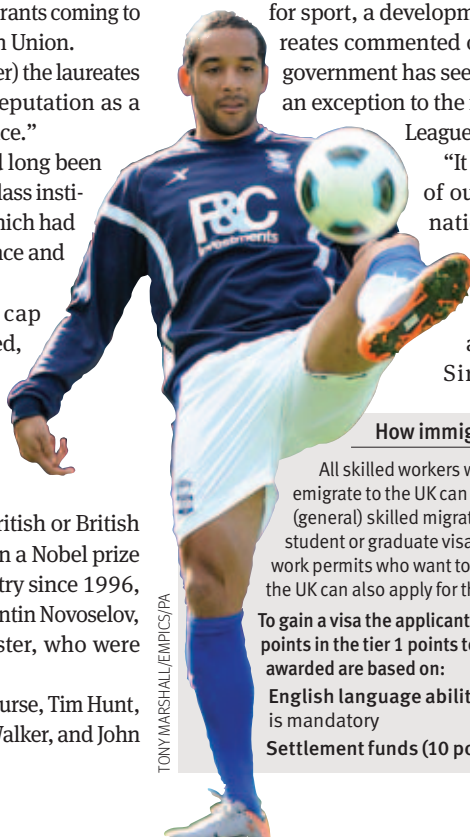 rants coming to
n Union.
er) the laureates
eputation as a
ce.”
l long been
lass insti-
hich had
nce and
cap
ed,
ritish or British
n a Nobel prize
try since 1996,
ntin Novoselov,
ster, who were
urse, Tim Hunt,
Walker, and John
for sport, a developm
reates commented o
government has see
an exception to the
League
“It
of ou
nati
a
Sir
F&C
Investments
TONY MARSHALL/EMPICS/PA
How immig
All skilled workers w
emigrate to the UK can
(general) skilled migrat
student or graduate visa
work permits who want to
the UK can also apply for th
To gain a visa the applicant
points in the tier 1 points te
awarded are based on:
English language abilit
is mandatory
Settlement funds (10 po